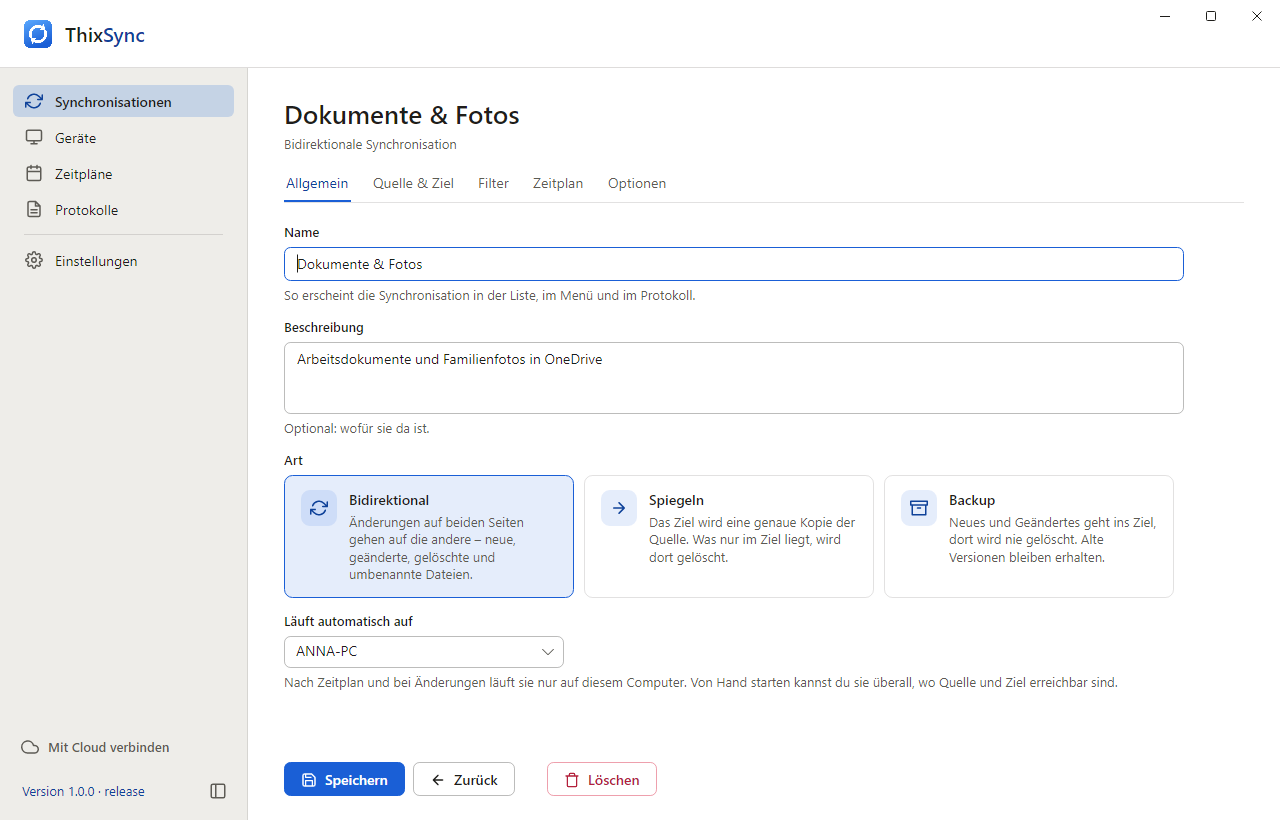 ThixSync
Synchronisationen
Geräte
Zeitpläne
Protokolle
Einstellungen
Mit Cloud verbinden
Version 1.0.0 · release
Dokumente & Fotos
Bidirektionale Synchronisation
Allgemein Quelle & Ziel Filter Zeitplan Optionen
Name
Dokumente & Fotos
So erscheint die Synchronisation in der Liste, im Menü und im Protokoll.
Beschreibung
Arbeitsdokumente und Familienfotos in OneDrive
Optional: wofür sie da ist.
Art
Bidirektional
Änderungen auf beiden Seiten
gehen auf die andere – neue,
geänderte, gelöschte und
umbenannte Dateien.
Spiegeln
Das Ziel wird eine genaue Kopie der
Quelle. Was nur im Ziel liegt, wird
dort gelöscht.
Backup
Neues und Geändertes geht ins Ziel,
dort wird nie gelöscht. Alte
Versionen bleiben erhalten.
Läuft automatisch auf
ANNA-PC
Nach Zeitplan und bei Änderungen läuft sie nur auf diesem Computer. Von Hand starten kannst du sie überall, wo Quelle und Ziel erreichbar sind.
Speichern Zurück Löschen